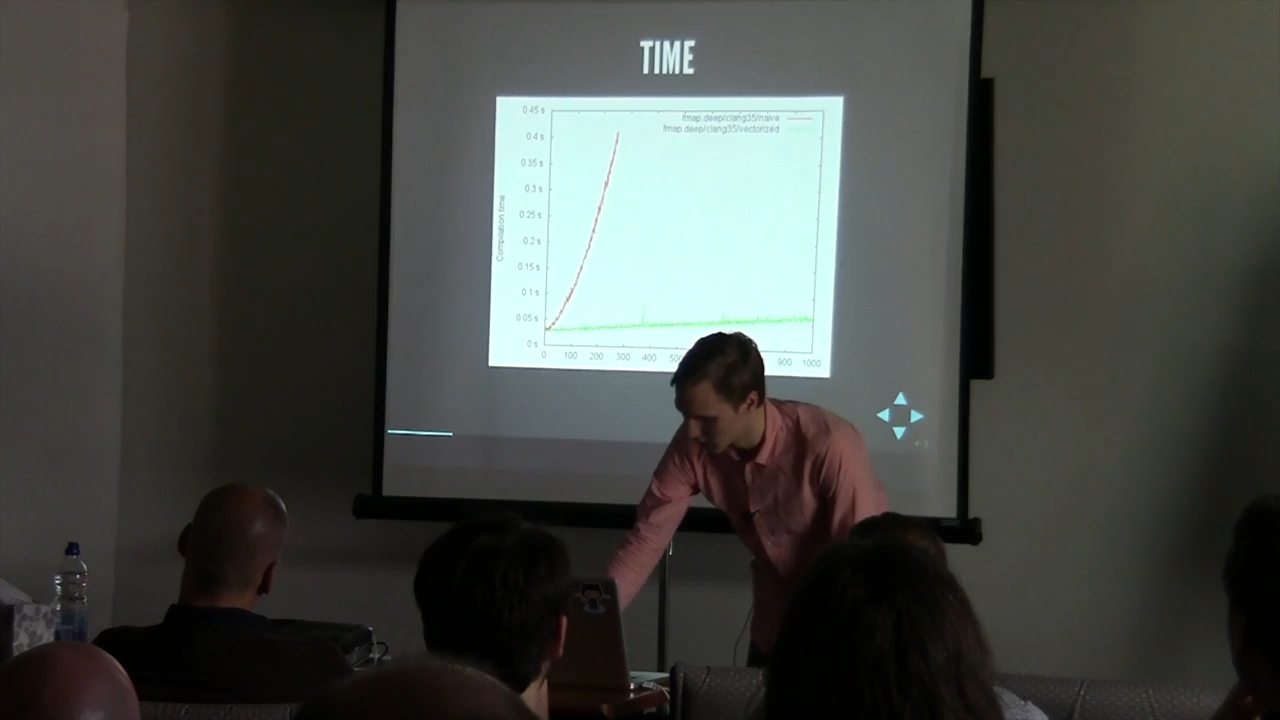 TIME
0.45 s
fmap.deep/clang35/naive
fmap.deep/clang35/vectorized
0.4 s
0.35 s
0.3 s
0.25 s
0.2 s
0.15 s
0.1 s
0.05 s
0 s
Compilation time
0 100 200 300 400 900 1000